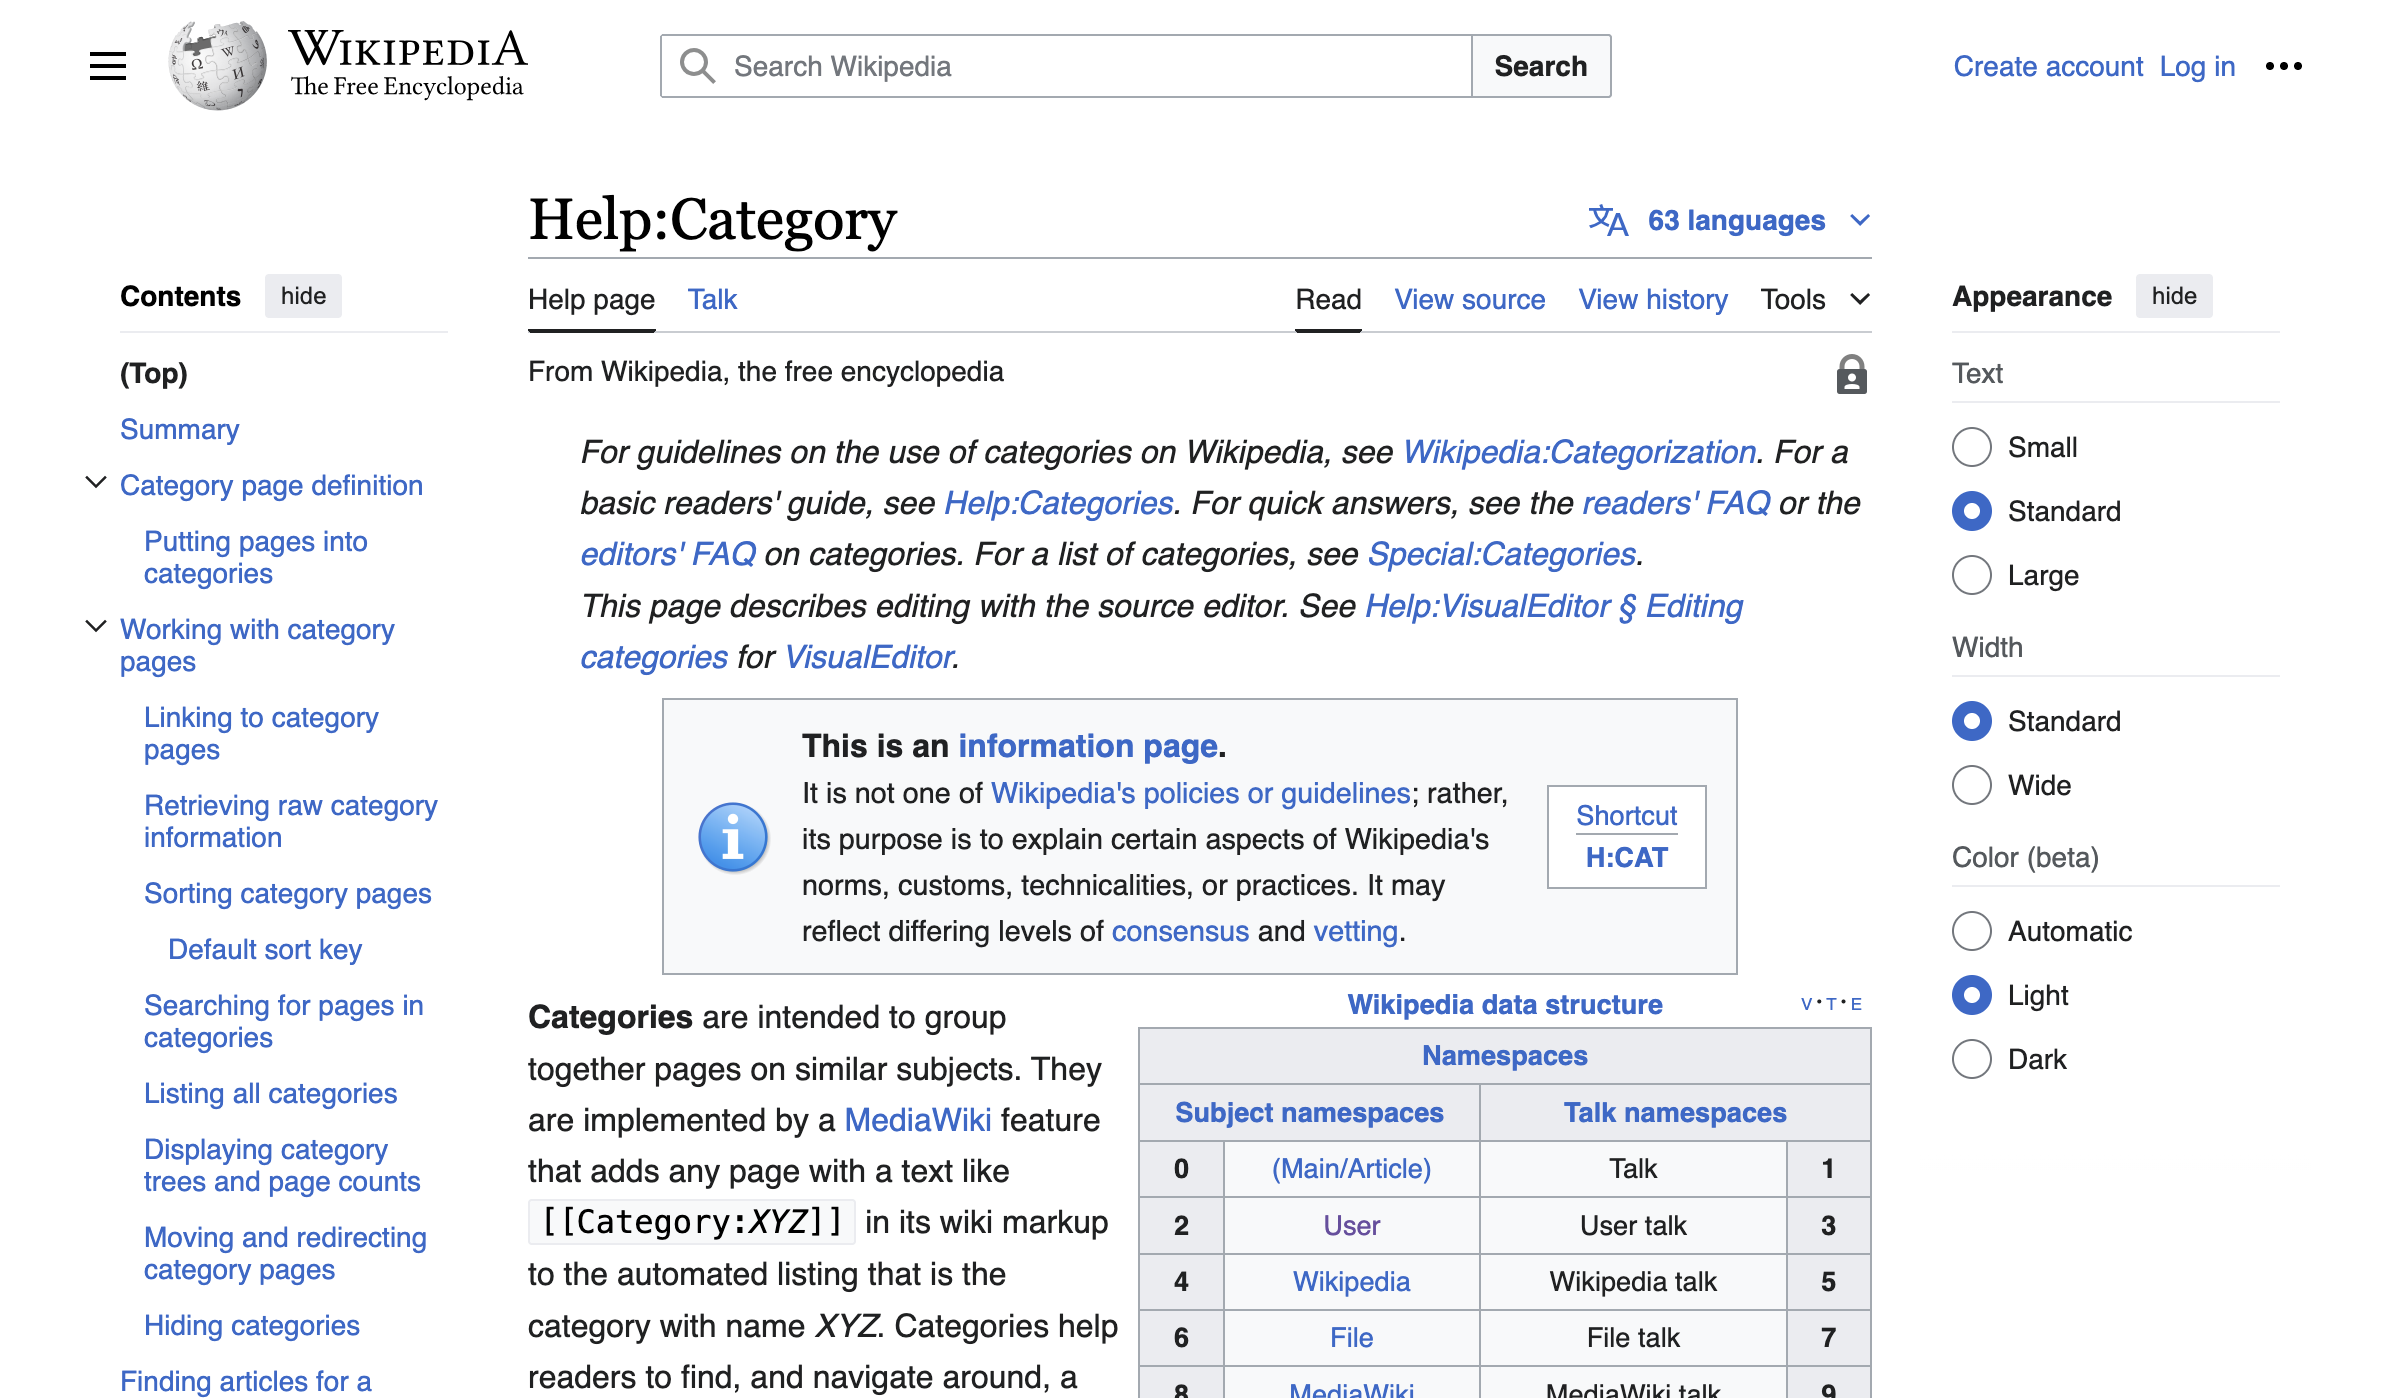 WIKIPEDIA
The Free Encyclopedia
Search Wikipedia
Search
Create account Log in
Help:Category
63 languages
Contents hide
(Top)
Summary
Category page definition
Putting pages into
categories
Working with category
pages
Linking to category
pages
Retrieving raw category
information
Sorting category pages
Default sort key
Searching for pages in
categories
Listing all categories
Displaying category
trees and page counts
Moving and redirecting
category pages
Hiding categories
Finding articles for a
Help page Talk
Read View source View history Tools
From Wikipedia, the free encyclopedia
For guidelines on the use of categories on Wikipedia, see Wikipedia:Categorization. For a
basic readers' guide, see Help:Categories. For quick answers, see the readers' FAQ or the
editors' FAQ on categories. For a list of categories, see Special:Categories.
This page describes editing with the source editor. See Help:VisualEditor § Editing
categories for VisualEditor.
This is an information page.
It is not one of Wikipedia's policies or guidelines; rather,
its purpose is to explain certain aspects of Wikipedia's
norms, customs, technicalities, or practices. It may
reflect differing levels of consensus and vetting.
Shortcut
H:CAT
Categories are intended to group
together pages on similar subjects. They
are implemented by a MediaWiki feature
that adds any page with a text like
[[Category:XYZ]] in its wiki markup
to the automated listing that is the
category with name XYZ. Categories help
readers to find, and navigate around, a
Wikipedia data structure
V·T·E
Namespaces
Subject namespaces Talk namespaces
0 (Main/Article) Talk 1
2 User User talk 3
4 Wikipedia Wikipedia talk 5
6 File File talk 7
8 MediaWiki MediaWiki talk 9
Appearance hide
Text
Small
Standard
Large
Width
Standard
Wide
Color (beta)
Automatic
Light
Dark